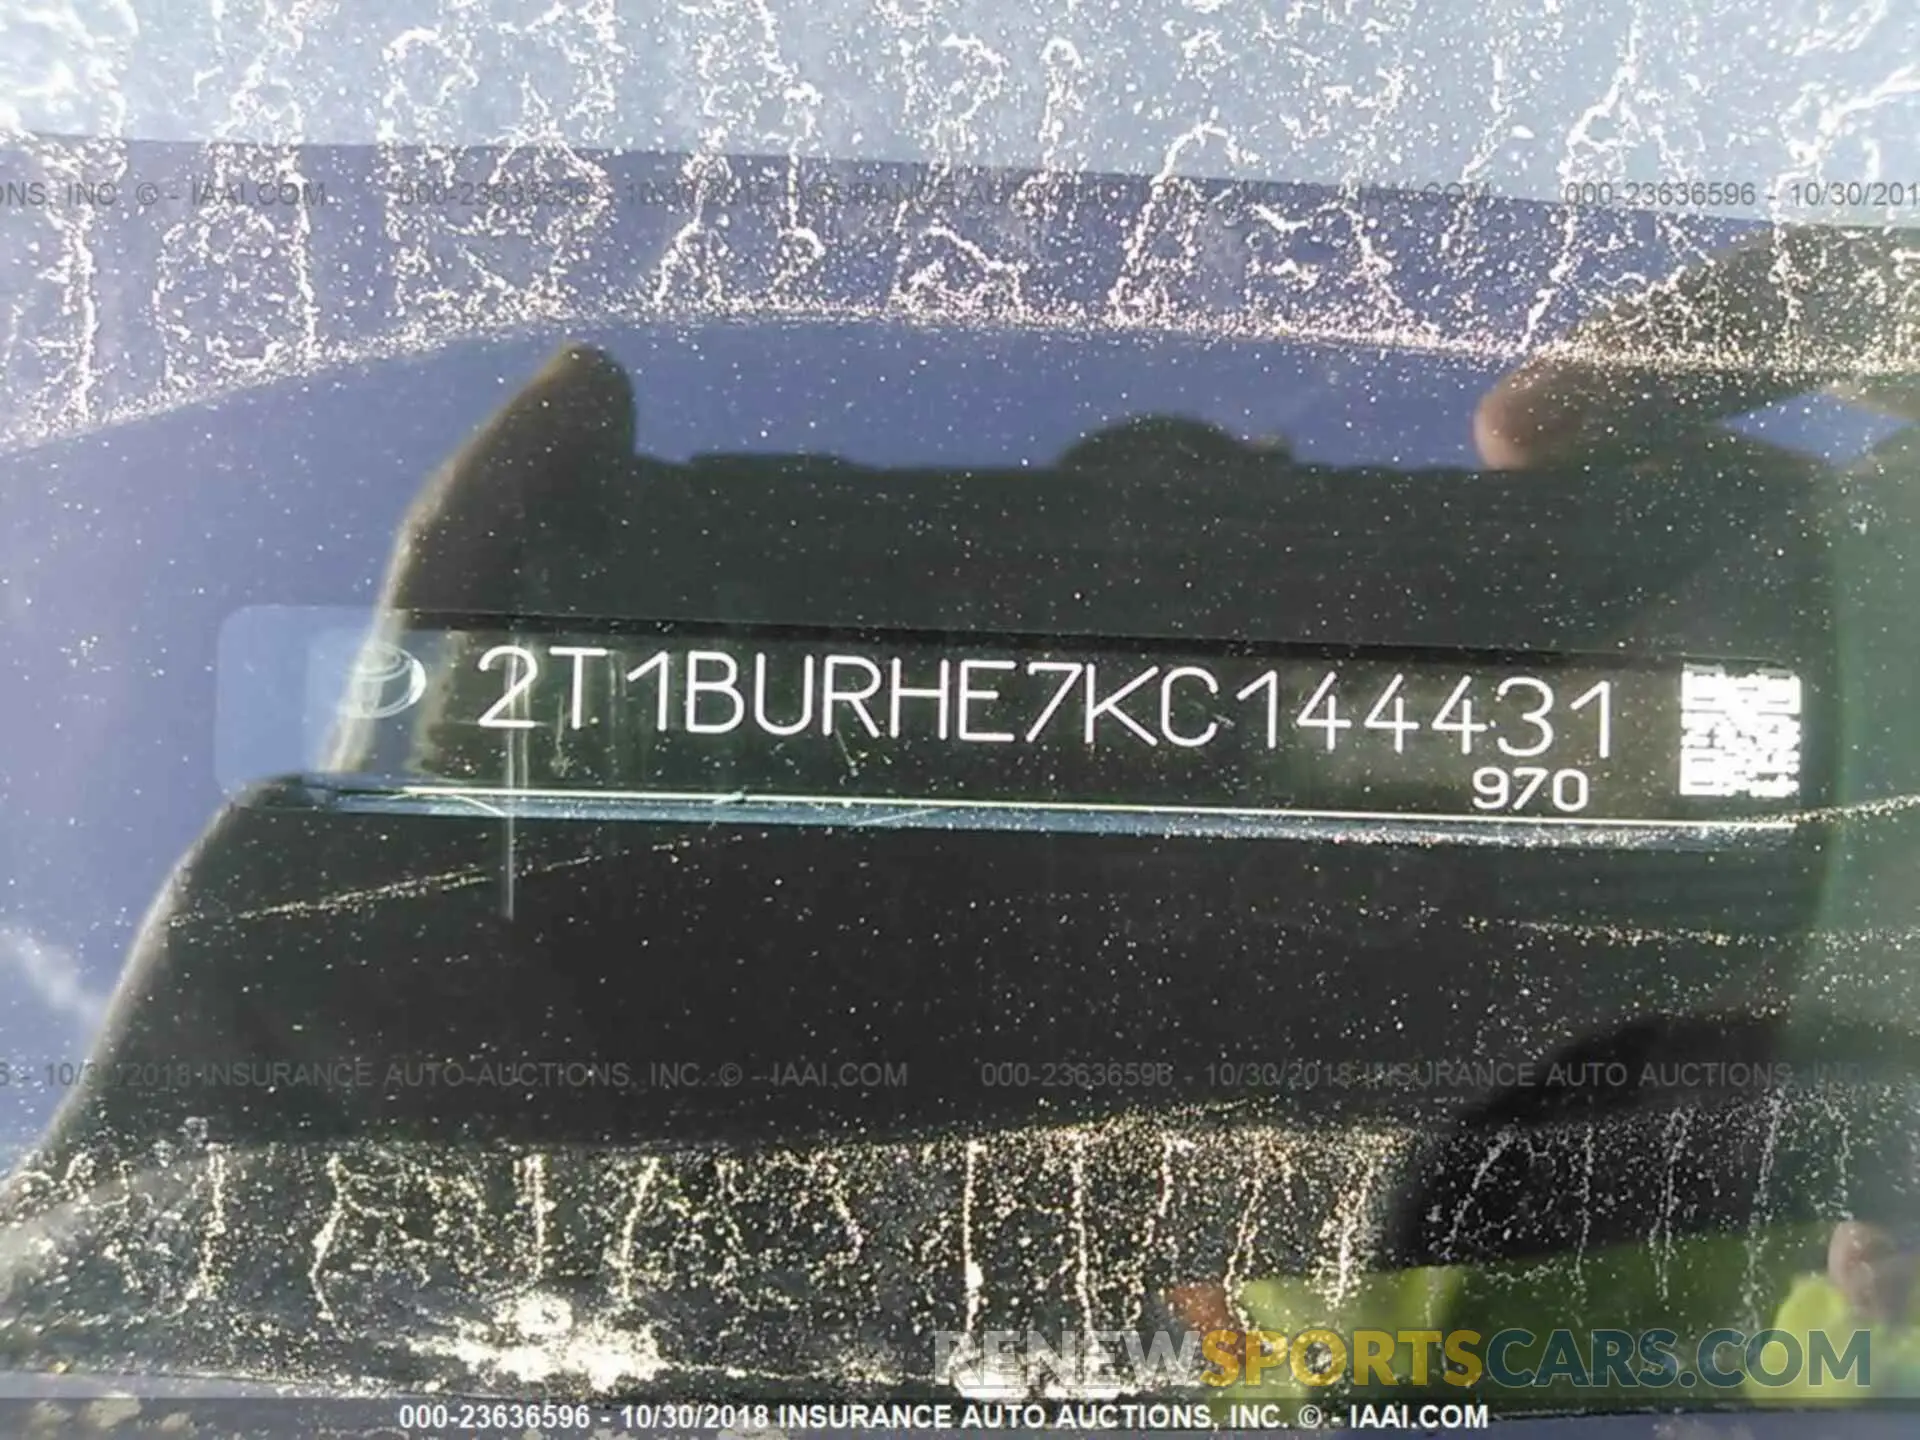 ONS, INC © - IAAI.COM 000-23636596 - 10/30/2018 INSURANCE AUTO AUCTIONS, INC. © - IAAI.COM 000-23636596 - 10/30/201
2T1BURHE7KC144431
970
6 - 10/30/2018 INSURANCE AUTO AUCTIONS, INC. © - IAAI.COM 000-23636596 - 10/30/2018 INSURANCE AUTO AUCTIONS, INC
RENEWSPORTSCARS.COM
000-23636596 - 10/30/2018 INSURANCE AUTO AUCTIONS, INC. © - IAAI.COM